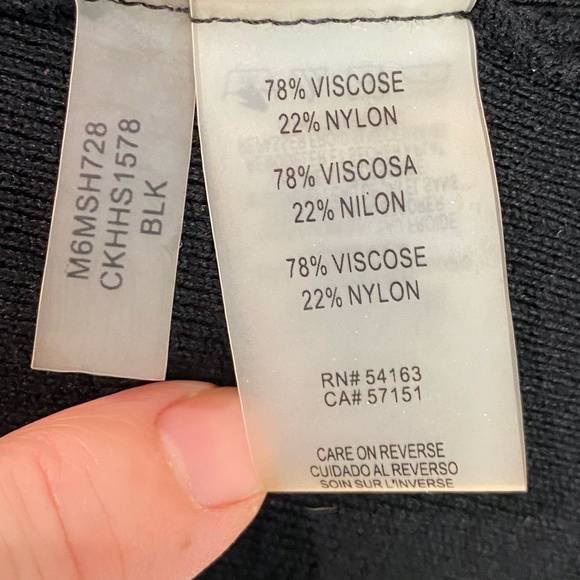 M6MSH728
CKHHS1578
BLK
78% VISCOSE
22% NYLON
78% VISCOSA
22% NILON
78% VISCOSE
22% NYLON
RN# 54163
CA# 57151
CARE ON REVERSE
CUIDADO AL REVERSO
SOIN SUR L'INVERSE